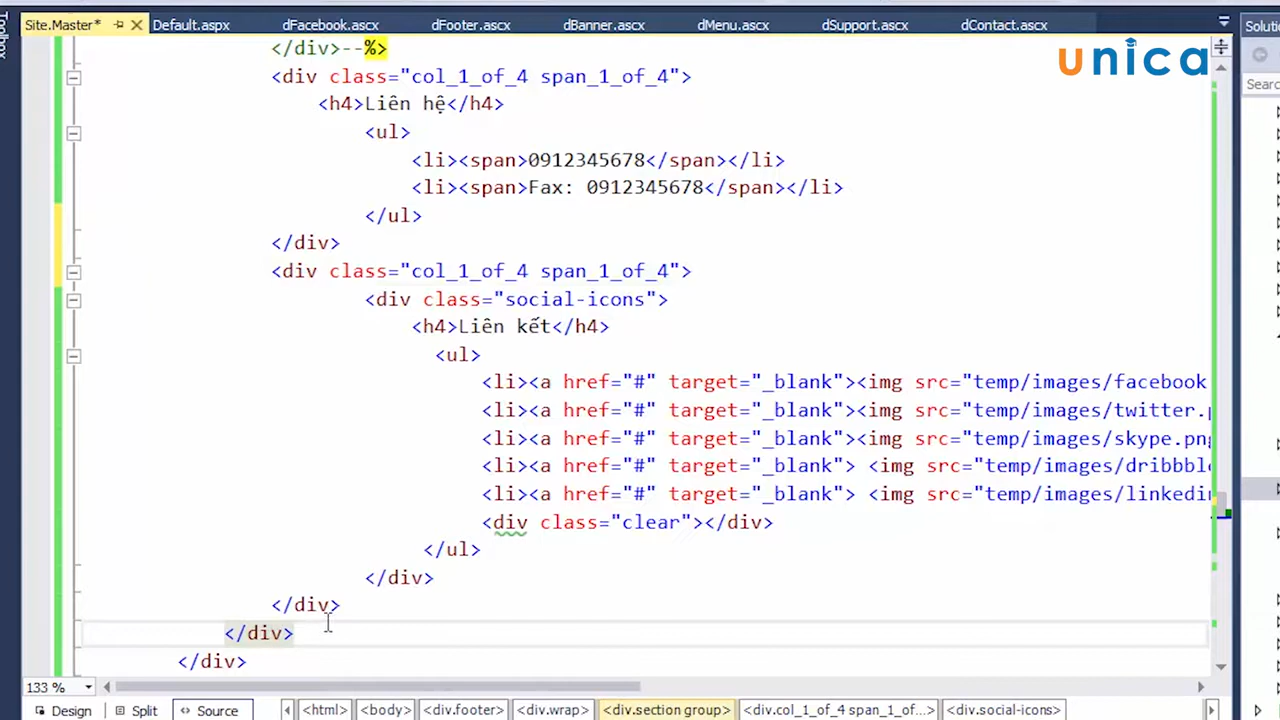 Site.Master* Default.aspx dFacebook.ascx dFooter.ascx dBanner.ascx dMenu.ascx dSupport.ascx dContact.ascx Solutio
Toolbox
unica
Searc
</div>--%>
<div class="col_1_of_4 span_1_of_4">
<h4>Liên hệ</h4>
<ul>
<li><span>0912345678</span></li>
<li><span>Fax: 0912345678</span></li>
</ul>
</div>
<div class="col_1_of_4 span_1_of_4">
<div class="social-icons">
<h4>Liên kết</h4>
<ul>
<li><a href="#" target="_blank"><img src="temp/images/facebook
<li><a href="#" target="_blank"><img src="temp/images/twitter.p
<li><a href="#" target="_blank"><img src="temp/images/skype.png
<li><a href="#" target="_blank"> <img src="temp/images/dribbble
<li><a href="#" target="_blank"> <img src="temp/images/linkedin
<div class="clear"></div>
</ul>
</div>
</div>
</div>
</div>
133 %
Design Split Source <html> <body> <div.footer> <div.wrap> <div.section group> <div.col_1_of_4 span_1_of...> <div.social-icons>